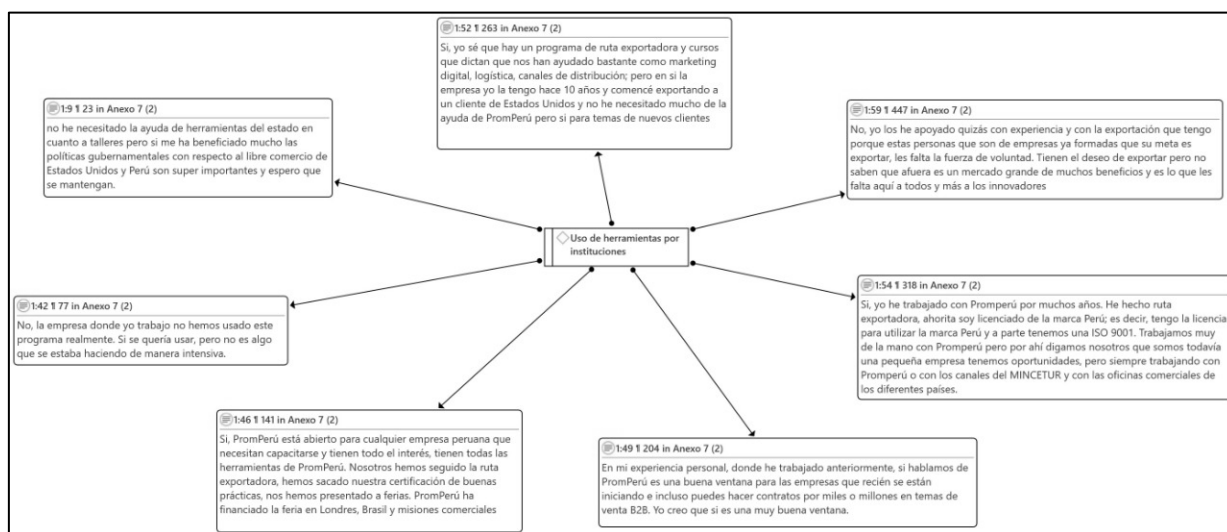 1:52 ¶ 263 in Anexo 7 (2)
Si, yo sé que hay un programa de ruta exportadora y cursos
que dictan que nos han ayudado bastante como marketing
digital, logística, canales de distribución; pero en si la
empresa yo la tengo hace 10 años y comencé exportando a
un cliente de Estados Unidos y no he necesitado mucho de la
ayuda de PromPerú pero si para temas de nuevos clientes
1:9 ¶ 23 in Anexo 7 (2)
no he necesitado la ayuda de herramientas del estado en
cuanto a talleres pero si me ha beneficiado mucho las
políticas gubernamentales con respecto al libre comercio de
Estados Unidos y Perú son super importantes y espero que
se mantengan.
1:59 ¶ 447 in Anexo 7 (2)
No, yo los he apoyado quizás con experiencia y con la exportación que tengo
porque estas personas que son de empresas ya formadas que su meta es
exportar, les falta la fuerza de voluntad. Tienen el deseo de exportar pero no
saben que afuera es un mercado grande de muchos beneficios y es lo que les
falta aquí a todos y más a los innovadores
Uso de herramientas por
instituciones
1:42 ¶ 77 in Anexo 7 (2)
No, la empresa donde yo trabajo no hemos usado este
programa realmente. Si se quería usar, pero no es algo
que se estaba haciendo de manera intensiva.
1:54 ¶ 318 in Anexo 7 (2)
Si, yo he trabajado con Promperú por muchos años. He hecho ruta
exportadora, ahorita soy licenciado de la marca Perú; es decir, tengo la licencia
para utilizar la marca Perú y a parte tenemos una ISO 9001. Trabajamos muy
de la mano con Promperú pero por ahí digamos nosotros que somos todavía
una pequeña empresa tenemos oportunidades, pero siempre trabajando con
Promperú o con los canales del MINCETUR y con las oficinas comerciales de
los diferentes países.
1:46 ¶ 141 in Anexo 7 (2)
Si, PromPerú está abierto para cualquier empresa peruana que
necesitan capacitarse y tienen todo el interés, tienen todas las
herramientas de PromPerú. Nosotros hemos seguido la ruta
exportadora, hemos sacado nuestra certificación de buenas
prácticas, nos hemos presentado a ferias. PromPerú ha
financiado la feria en Londres, Brasil y misiones comerciales
1:49 ¶ 204 in Anexo 7 (2)
En mi experiencia personal, donde he trabajado anteriormente, si hablamos de
PromPerú es una buena ventana para las empresas que recién se están
iniciando e incluso puedes hacer contratos por miles o millones en temas de
venta B2B. Yo creo que si es una muy buena ventana.